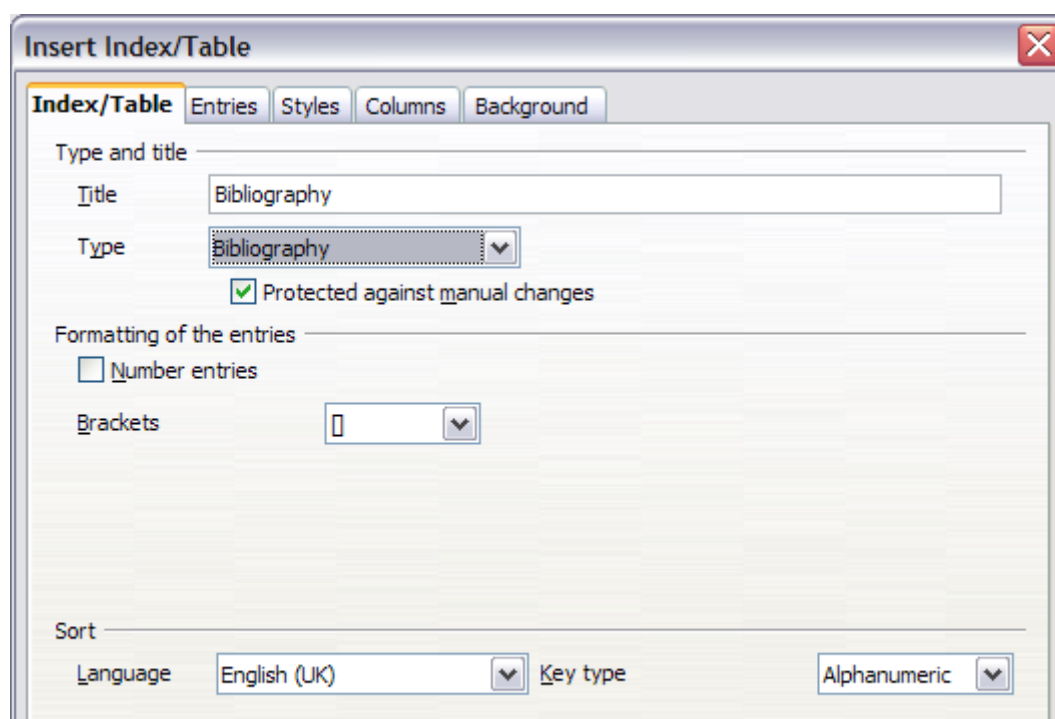 Insert Index/Table
Index/Table Entries Styles Columns Background
Type and title
Title Bibliography
Type Bibliography
Protected against manual changes
Formatting of the entries
Number entries
Brackets []
Sort
Language English (UK) Key type Alphanumeric